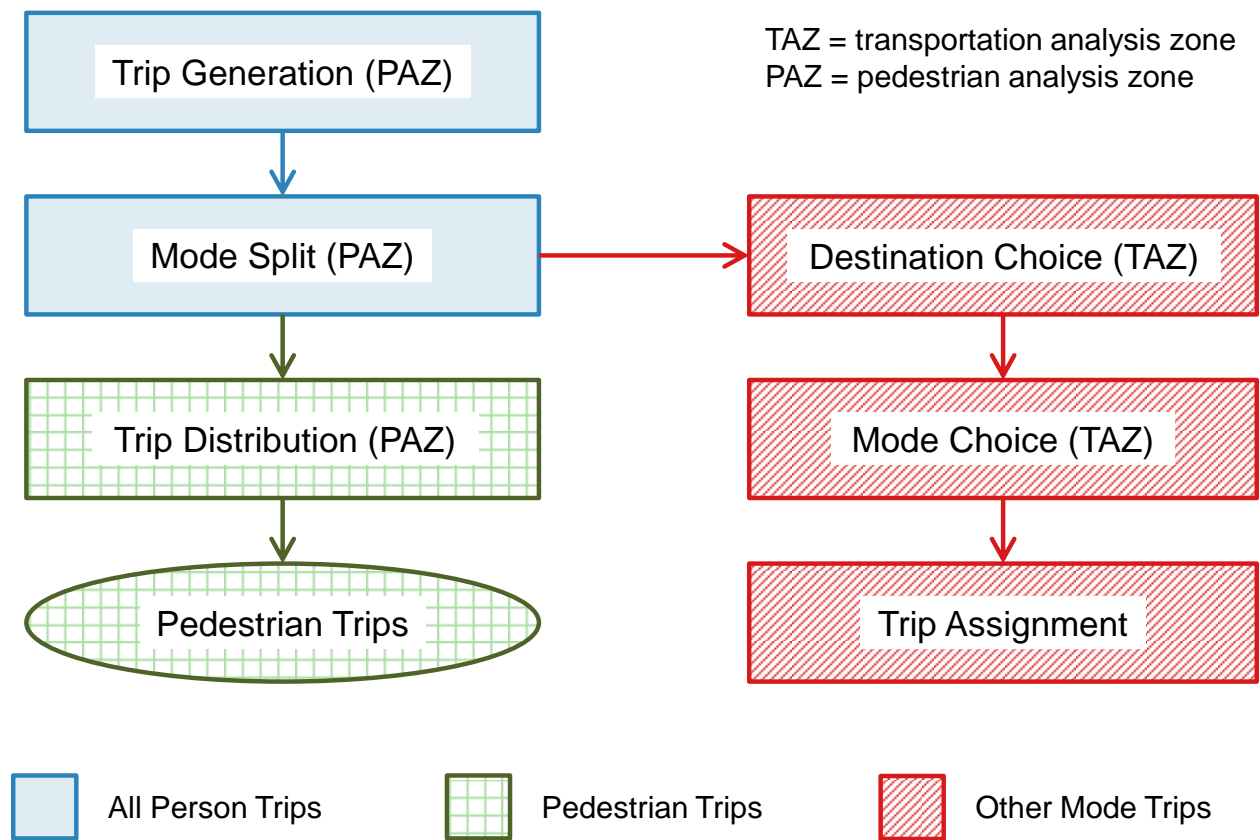 Trip Generation (PAZ)
TAZ = transportation analysis zone
PAZ = pedestrian analysis zone
Mode Split (PAZ)
Destination Choice (TAZ)
Trip Distribution (PAZ)
Mode Choice (TAZ)
Pedestrian Trips
Trip Assignment
All Person Trips
Pedestrian Trips
Other Mode Trips